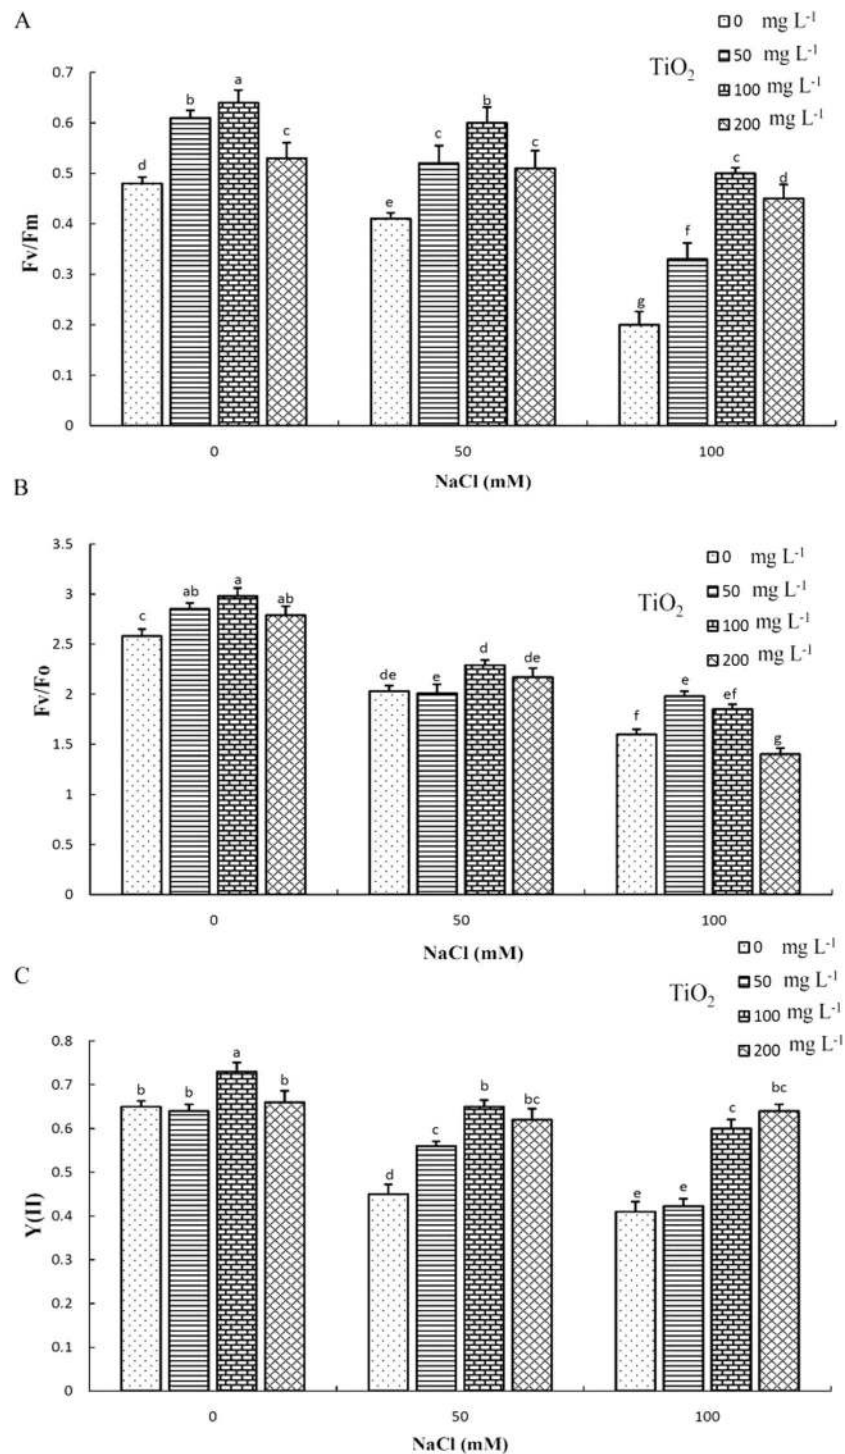 A
0 mg L-1
TiO2
50 mg L-1
100 mg L-1
200 mg L-1
0.7
0.6
0.5
0.4
0.3
0.2
0.1
0
Fv/Fm
d b a c
e c b c
g f c d
0 50 100
NaCl (mM)
B
0 mg L-1
TiO2
50 mg L-1
100 mg L-1
200 mg L-1
3.5
3
2.5
2
1.5
1
0.5
0
Fv/Fo
c ab a ab
de e d de
f e ef g
0 50 100
NaCl (mM)
C
0 mg L-1
TiO2
50 mg L-1
100 mg L-1
200 mg L-1
0.8
0.7
0.6
0.5
0.4
0.3
0.2
0.1
0
Y(II)
b b a b
d c b bc
e e c bc
0 50 100
NaCl (mM)